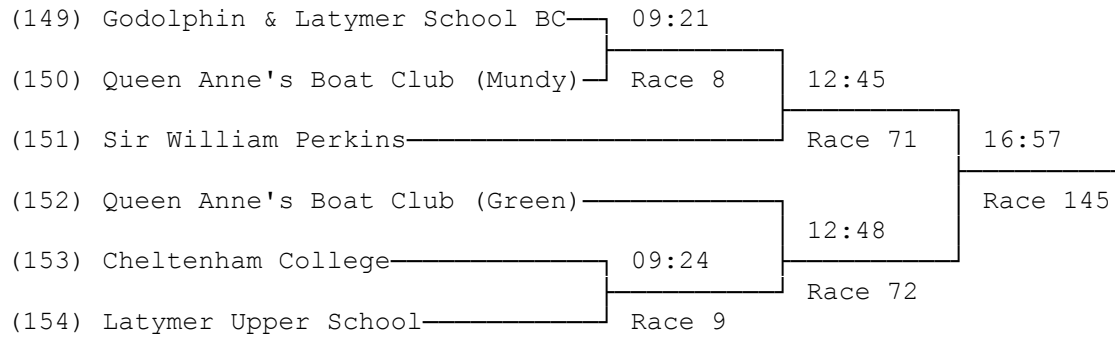 (149) Godolphin & Latymer School BC 09:21
(150) Queen Anne's Boat Club (Mundy) Race 8 12:45
(151) Sir William Perkins Race 71 16:57
(152) Queen Anne's Boat Club (Green) Race 145
12:48
(153) Cheltenham College 09:24
Race 72
(154) Latymer Upper School Race 9